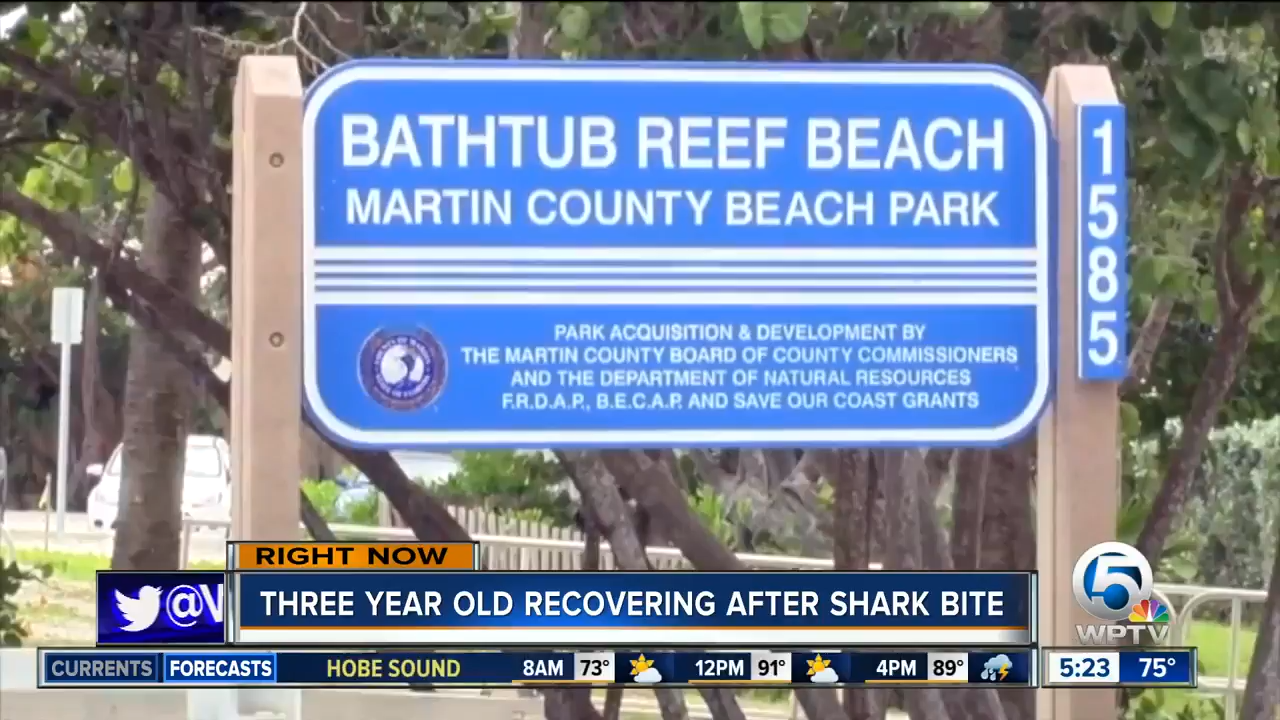 BATHTUB REEF BEACH
MARTIN COUNTY BEACH PARK
PARK ACQUISITION & DEVELOPMENT BY
THE MARTIN COUNTY BOARD OF COUNTY COMMISSIONERS
AND THE DEPARTMENT OF NATURAL RESOURCES
F.R.D.A.P., B.E.C.A.P. AND SAVE OUR COAST GRANTS
1585
RIGHT NOW
THREE YEAR OLD RECOVERING AFTER SHARK BITE
5
WPTV
CURRENTS FORECASTS HOBE SOUND 8AM 73° 12PM 91° 4PM 89° 5:23 75°